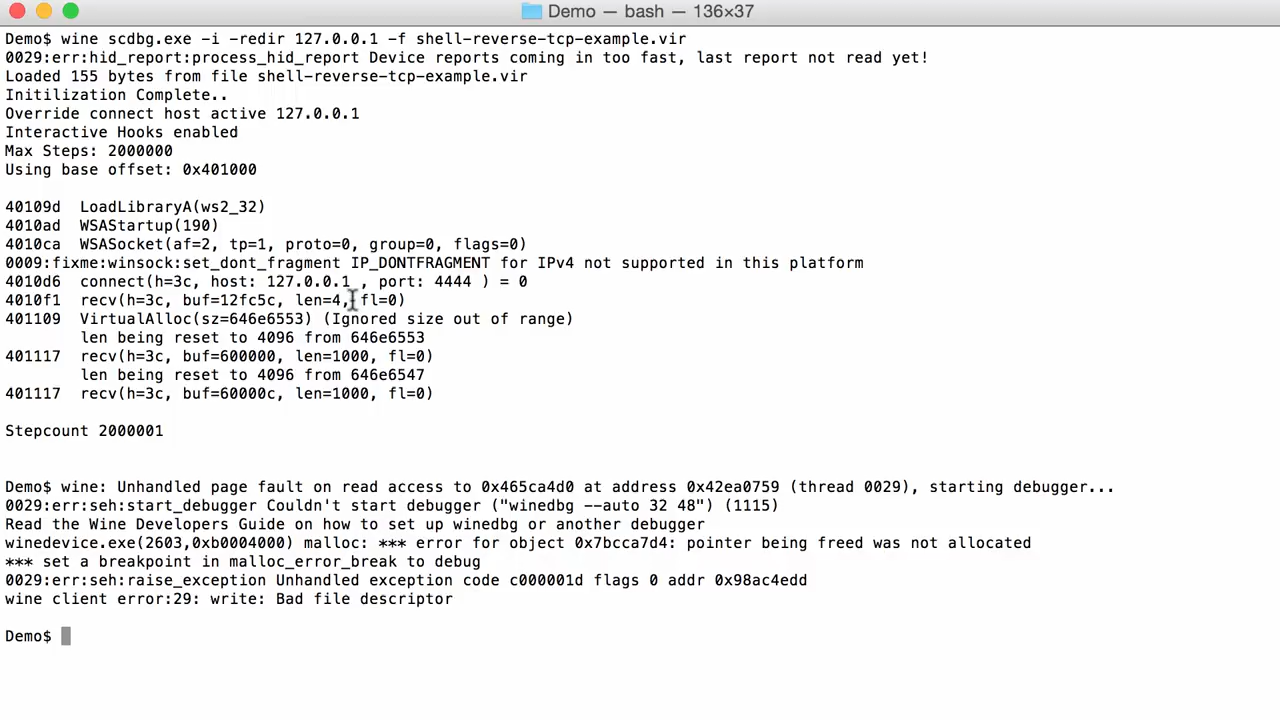 Demo — bash — 136×37
Demo$ wine scdbg.exe -i -redir 127.0.0.1 -f shell-reverse-tcp-example.vir
0029:err:hid_report:process_hid_report Device reports coming in too fast, last report not read yet!
Loaded 155 bytes from file shell-reverse-tcp-example.vir
Initilization Complete..
Override connect host active 127.0.0.1
Interactive Hooks enabled
Max Steps: 2000000
Using base offset: 0x401000
40109d  LoadLibraryA(ws2_32)
4010ad  WSAStartup(190)
4010ca  WSASocket(af=2, tp=1, proto=0, group=0, flags=0)
0009:fixme:winsock:set_dont_fragment IP_DONTFRAGMENT for IPv4 not supported in this platform
4010d6  connect(h=3c, host: 127.0.0.1 , port: 4444 ) = 0
4010f1  recv(h=3c, buf=12fc5c, len=4, fl=0)
401109  VirtualAlloc(sz=646e6553) (Ignored size out of range)
        len being reset to 4096 from 646e6553
401117  recv(h=3c, buf=600000, len=1000, fl=0)
        len being reset to 4096 from 646e6547
401117  recv(h=3c, buf=60000c, len=1000, fl=0)
Stepcount 2000001
Demo$ wine: Unhandled page fault on read access to 0x465ca4d0 at address 0x42ea0759 (thread 0029), starting debugger...
0029:err:seh:start_debugger Couldn't start debugger ("winedbg --auto 32 48") (1115)
Read the Wine Developers Guide on how to set up winedbg or another debugger
winedevice.exe(2603,0xb0004000) malloc: *** error for object 0x7bcca7d4: pointer being freed was not allocated
*** set a breakpoint in malloc_error_break to debug
0029:err:seh:raise_exception Unhandled exception code c000001d flags 0 addr 0x98ac4edd
wine client error:29: write: Bad file descriptor
Demo$